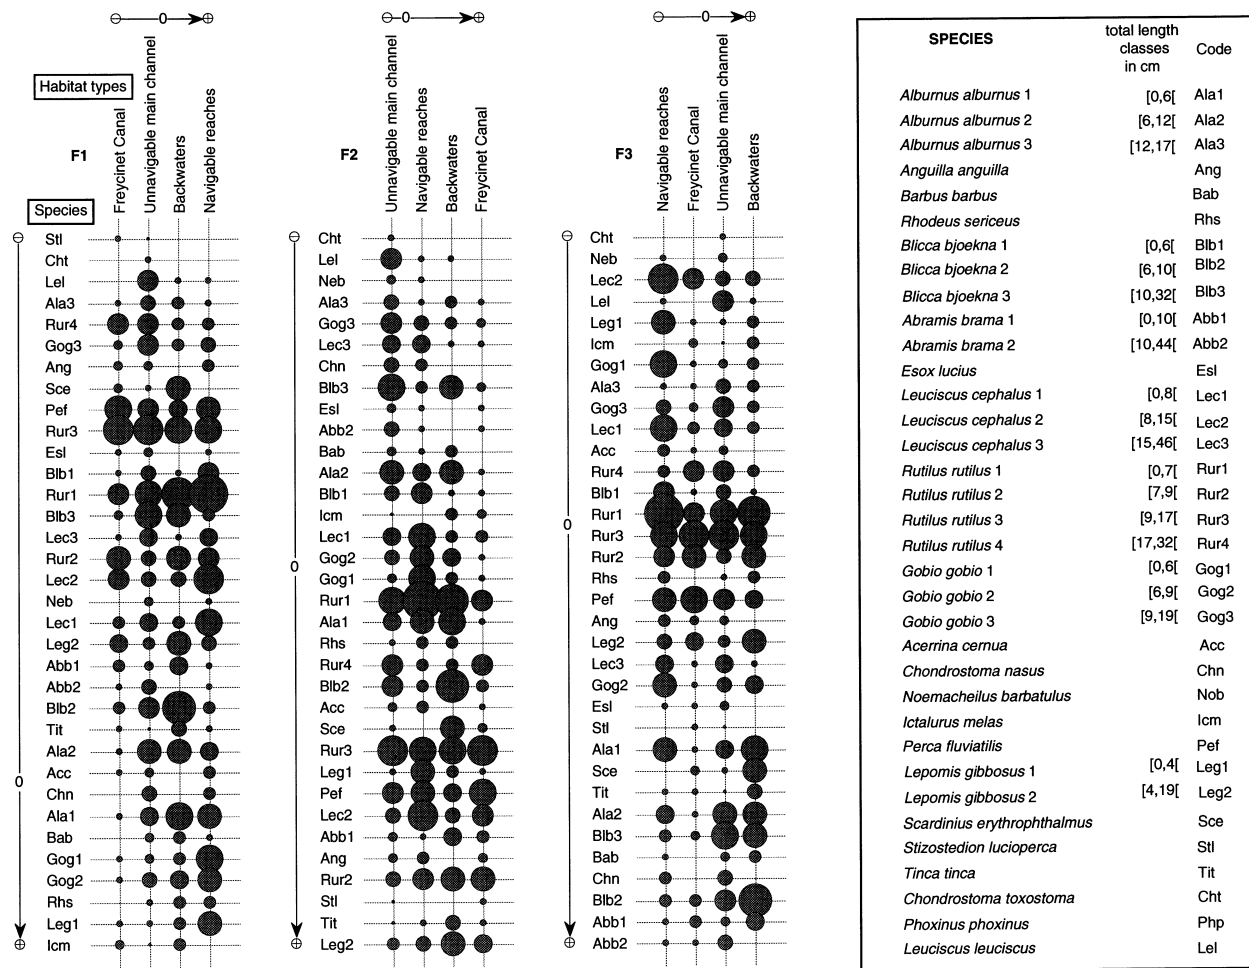 ⊖ 0 ⊕
Habitat types
F1
Species
Freycinet Canal
Unnavigable main channel
Backwaters
Navigable reaches
⊖
0
⊕
Stl
Cht
Lel
Ala3
Rur4
Gog3
Ang
Sce
Pef
Rur3
Esl
Blb1
Rur1
Blb3
Lec3
Rur2
Lec2
Neb
Lec1
Leg2
Abb1
Abb2
Blb2
Tit
Ala2
Acc
Chn
Ala1
Bab
Gog1
Gog2
Rhs
Leg1
Icm
⊖ 0 ⊕
F2
Unavigable main channel
Navigable reaches
Backwaters
Freycinet Canal
⊖
0
⊕
Cht
Lel
Neb
Ala3
Gog3
Lec3
Chn
Blb3
Esl
Abb2
Bab
Ala2
Blb1
Icm
Lec1
Gog2
Gog1
Rur1
Ala1
Rhs
Rur4
Blb2
Acc
Sce
Rur3
Leg1
Pef
Lec2
Abb1
Ang
Rur2
Stl
Tit
Leg2
⊖ 0 ⊕
F3
Navigable reaches
Freycinet Canal
Unavigable main channel
Backwaters
⊖
0
⊕
Cht
Neb
Lec2
Lel
Leg1
Icm
Gog1
Ala3
Gog3
Lec1
Acc
Rur4
Blb1
Rur1
Rur3
Rur2
Rhs
Pef
Ang
Leg2
Lec3
Gog2
Esl
Stl
Ala1
Sce
Tit
Ala2
Blb3
Bab
Chn
Blb2
Abb1
Abb2
SPECIES total length classes in cm Code
Alburnus alburnus 1 [0,6[ Ala1
Alburnus alburnus 2 [6,12[ Ala2
Alburnus alburnus 3 [12,17[ Ala3
Anguilla anguilla Ang
Barbus barbus Bab
Rhodeus sericeus Rhs
Blicca bjoekna 1 [0,6[ Blb1
Blicca bjoekna 2 [6,10[ Blb2
Blicca bjoekna 3 [10,32[ Blb3
Abramis brama 1 [0,10[ Abb1
Abramis brama 2 [10,44[ Abb2
Esox lucius Esl
Leuciscus cephalus 1 [0,8[ Lec1
Leuciscus cephalus 2 [8,15[ Lec2
Leuciscus cephalus 3 [15,46[ Lec3
Rutilus rutilus 1 [0,7[ Rur1
Rutilus rutilus 2 [7,9[ Rur2
Rutilus rutilus 3 [9,17[ Rur3
Rutilus rutilus 4 [17,32[ Rur4
Gobio gobio 1 [0,6[ Gog1
Gobio gobio 2 [6,9[ Gog2
Gobio gobio 3 [9,19[ Gog3
Acerrina cernua Acc
Chondrostoma nasus Chn
Noemacheilus barbatulus Nob
Ictalurus melas Icm
Perca fluviatilis Pef
Lepomis gibbosus 1 [0,4[ Leg1
Lepomis gibbosus 2 [4,19[ Leg2
Scardinius erythrophthalmus Sce
Stizostedion lucioperca Stl
Tinca tinca Tit
Chondrostoma toxostoma Cht
Phoxinus phoxinus Php
Leuciscus leuciscus Lel